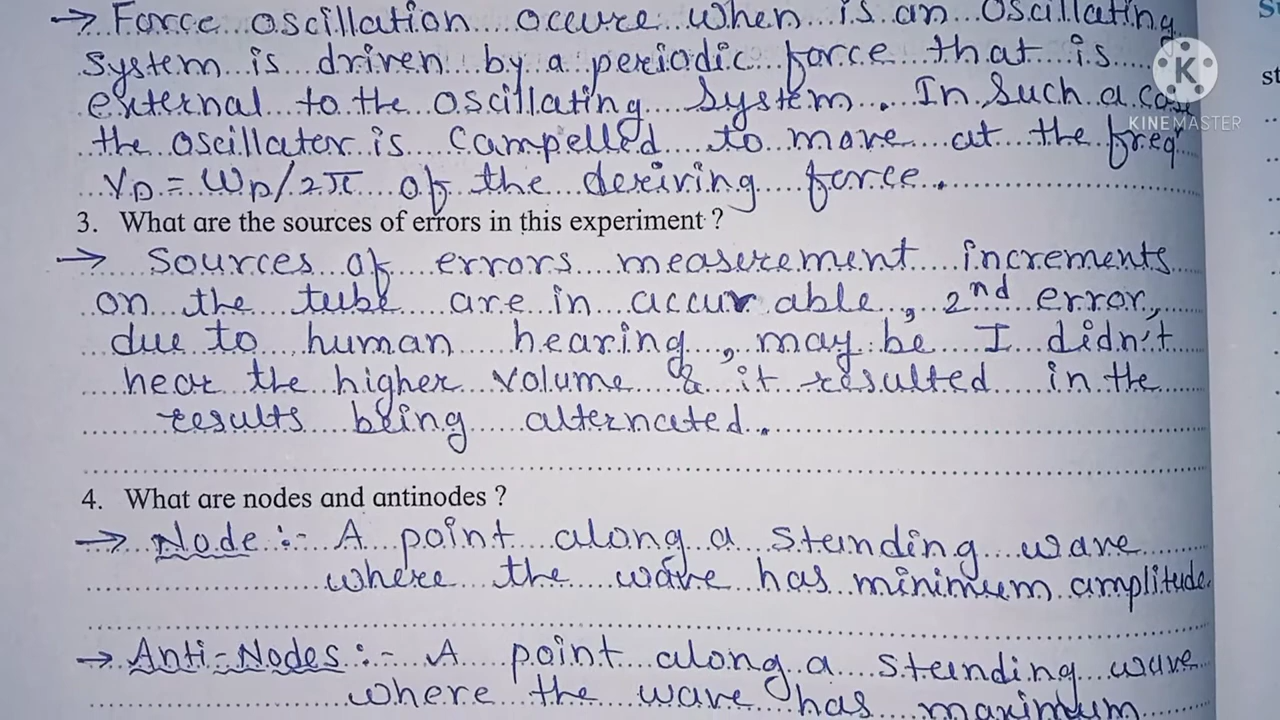 → Force oscillation occure when is an oscillating
system is driven by a periodic force that is
external to the oscillating system. In such a cas
the oscillater is campelled to move at the freq
νD = ωD/2π of the deriving force.
3. What are the sources of errors in this experiment ?
→ Sources of errors measurement increments
on the tube are in accur able, 2nd error,
due to human hearing, may be I didn't
hear the higher volume & it resulted in the
results being alternated.
4. What are nodes and antinodes ?
→ Node :- A point along a standing wave
where the wave has minimum amplitude.
→ Anti-Nodes :- A point along a standing wave
where the wave has maximum
KINEMASTER
K
S
st